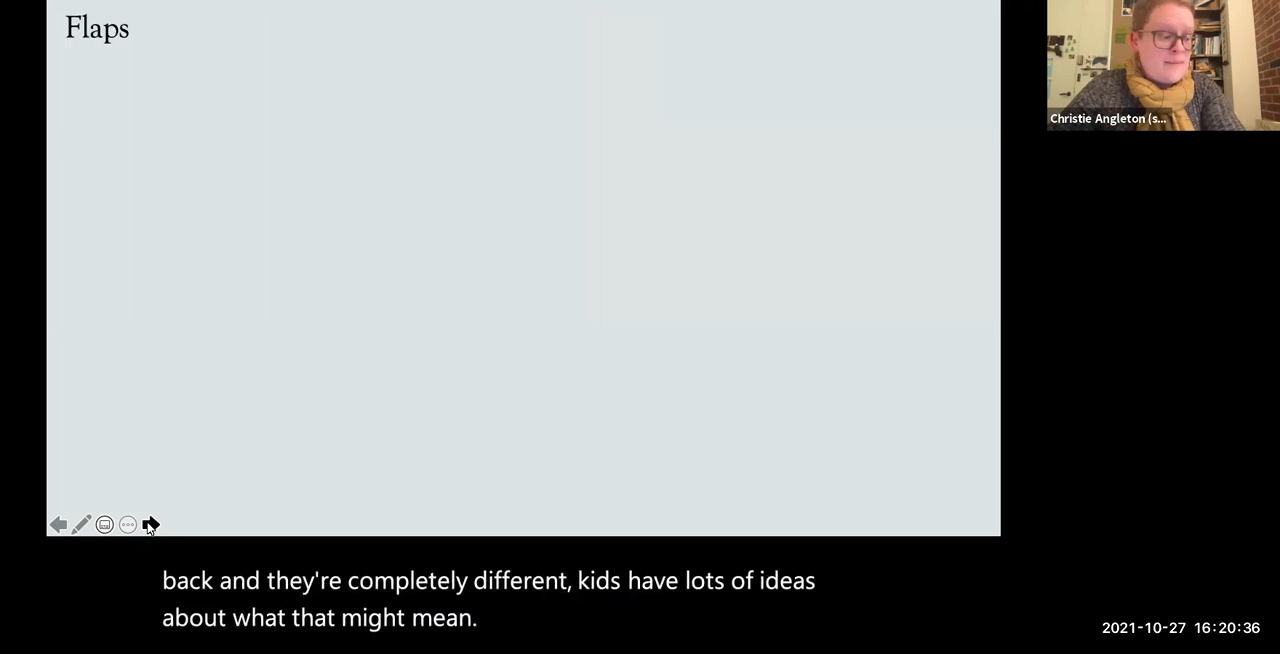 Flaps
Christie Angleton (s...
back and they're completely different, kids have lots of ideas
about what that might mean.
2021-10-27 16:20:36